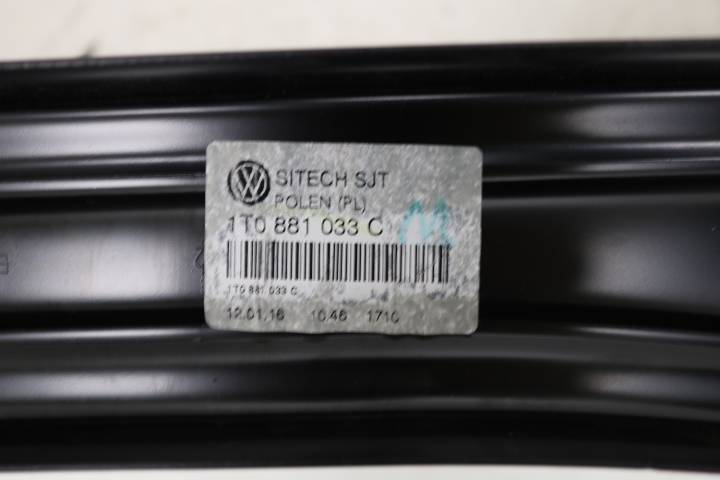 SITECH SJT
POLEN (PL)
1T0 881 033 C
M
1T0 881 033 C
12.01.16 10.46 1710